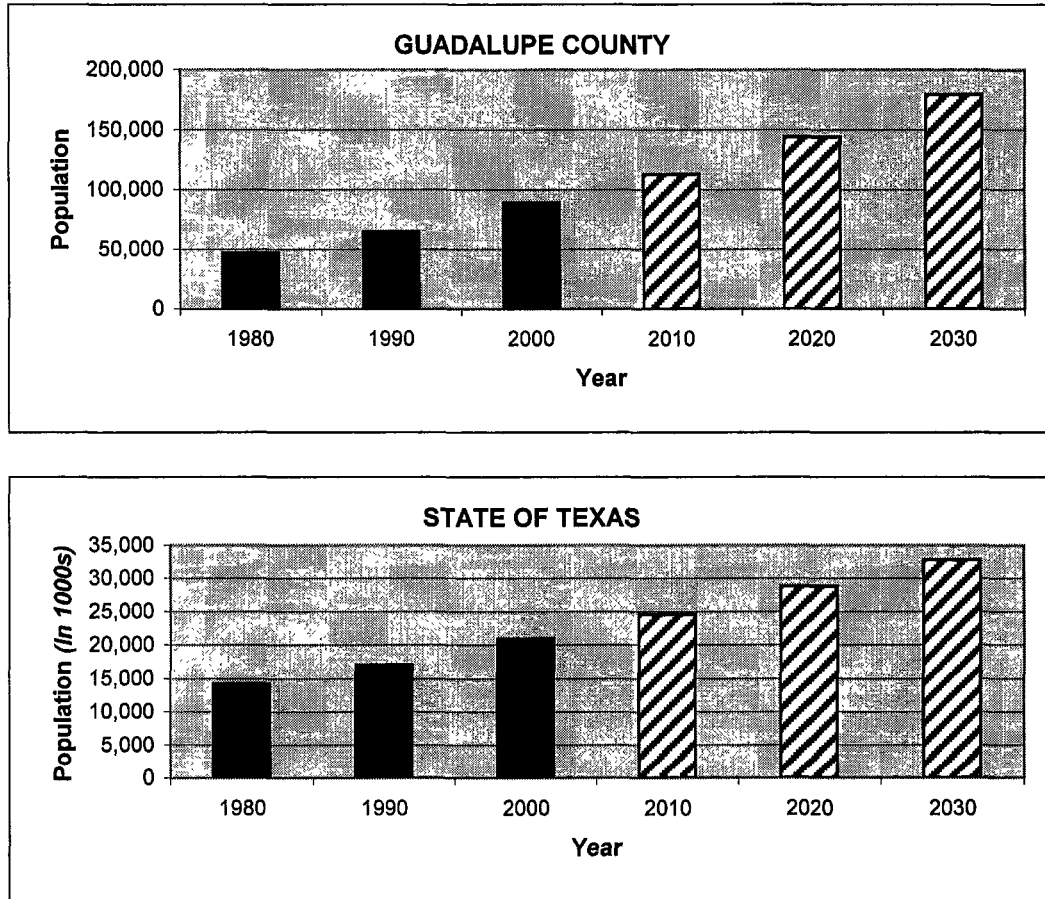 GUADALUPE COUNTY
200,000
150,000
100,000
50,000
0
Population
1980 1990 2000 2010 2020 2030
Year
STATE OF TEXAS
35,000
30,000
25,000
20,000
15,000
10,000
5,000
0
Population (In 1000s)
1980 1990 2000 2010 2020 2030
Year